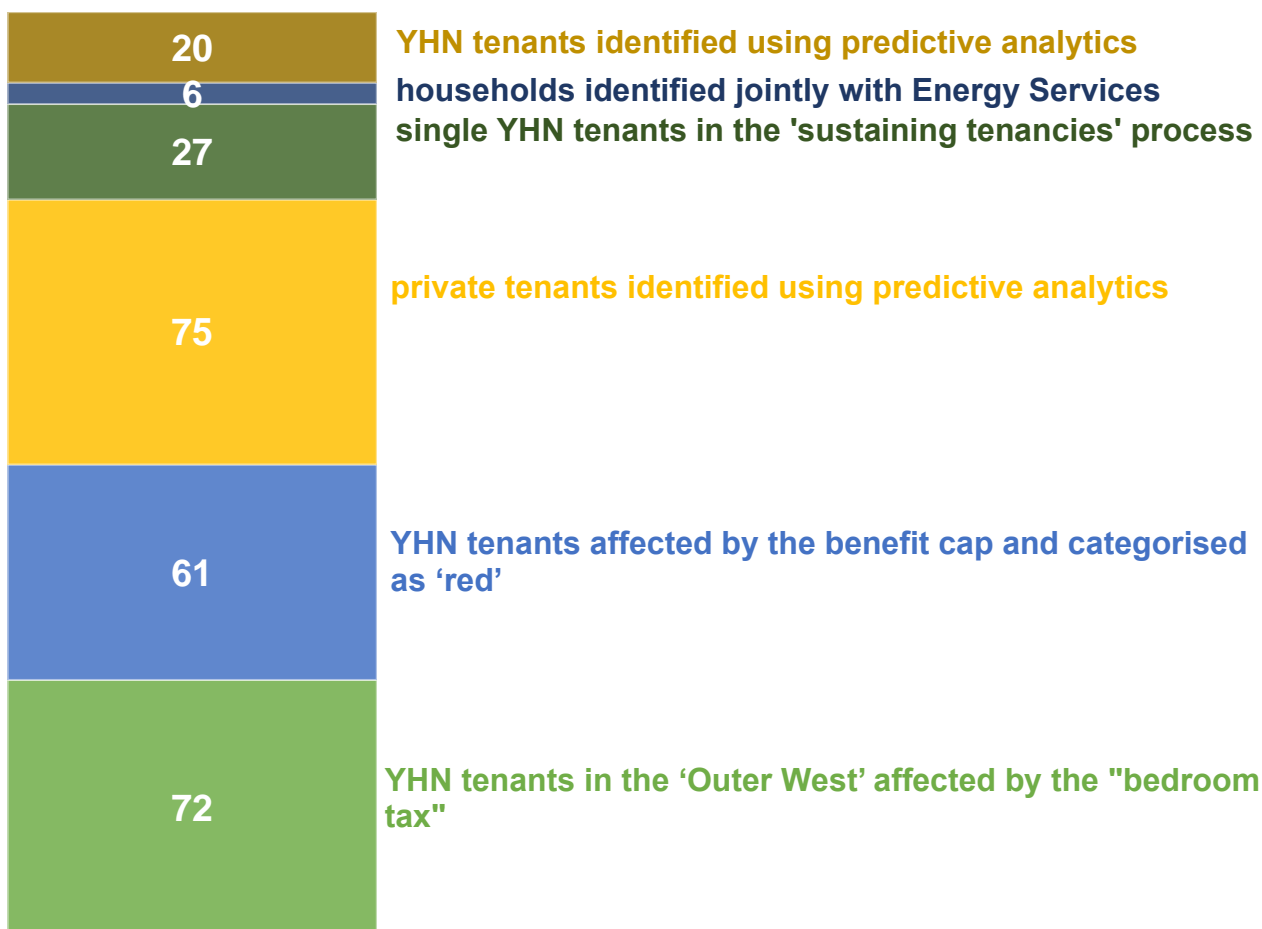 20
YHN tenants identified using predictive analytics
6
households identified jointly with Energy Services
27
single YHN tenants in the 'sustaining tenancies' process
75
private tenants identified using predictive analytics
61
YHN tenants affected by the benefit cap and categorised
as ‘red’
72
YHN tenants in the ‘Outer West’ affected by the "bedroom
tax"